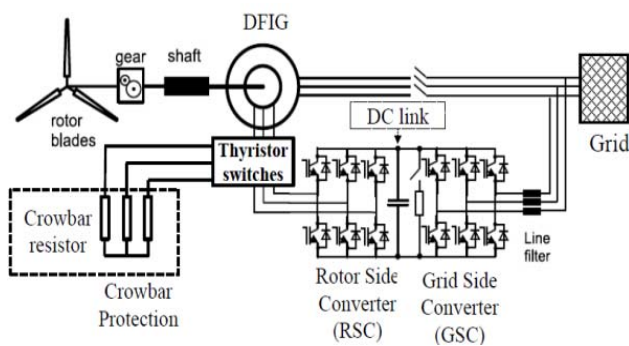 DFIG
gear
shaft
rotor
blades
DC link
Grid
Thyristor
switches
Crowbar
resistor
Crowbar
Protection
Rotor Side
Converter
(RSC)
Grid Side
Converter
(GSC)
Line
filter